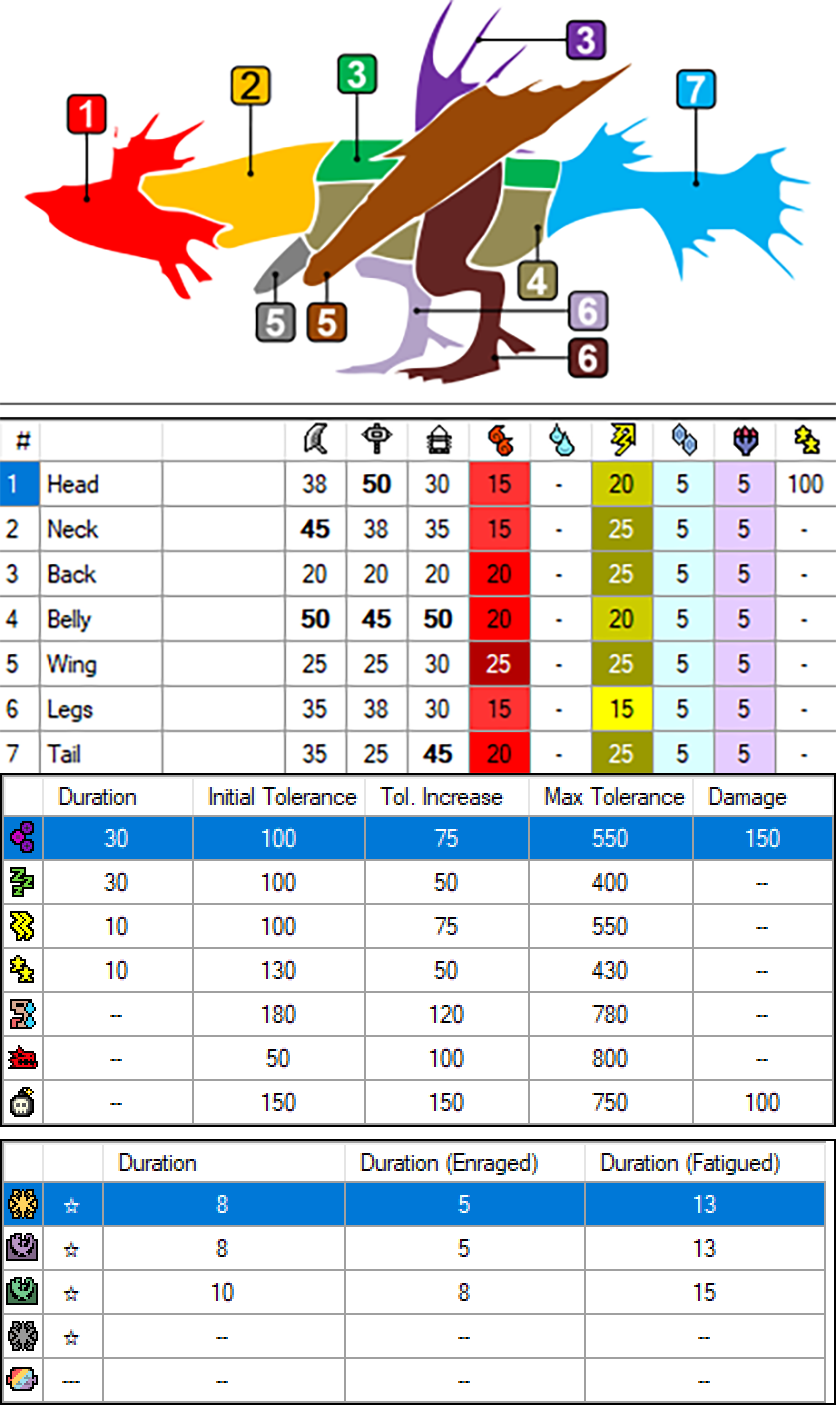 3
3
7
2
1
4
5
5
6
6
#
1 Head 38 50 30 15 - 20 5 5 100
2 Neck 45 38 35 15 - 25 5 5 -
3 Back 20 20 20 20 - 25 5 5 -
4 Belly 50 45 50 20 - 20 5 5 -
5 Wing 25 25 30 25 - 25 5 5 -
6 Legs 35 38 30 15 - 15 5 5 -
7 Tail 35 25 45 20 - 25 5 5 -
Duration Initial Tolerance Tol. Increase Max Tolerance Damage
30 100 75 550 150
30 100 50 400 --
10 100 75 550 --
10 130 50 430 --
-- 180 120 780 --
-- 50 100 800 --
-- 150 150 750 100
Duration Duration (Enraged) Duration (Fatigued)
☆ 8 5 13
☆ 8 5 13
☆ 10 8 15
☆ -- -- --
--- -- -- --